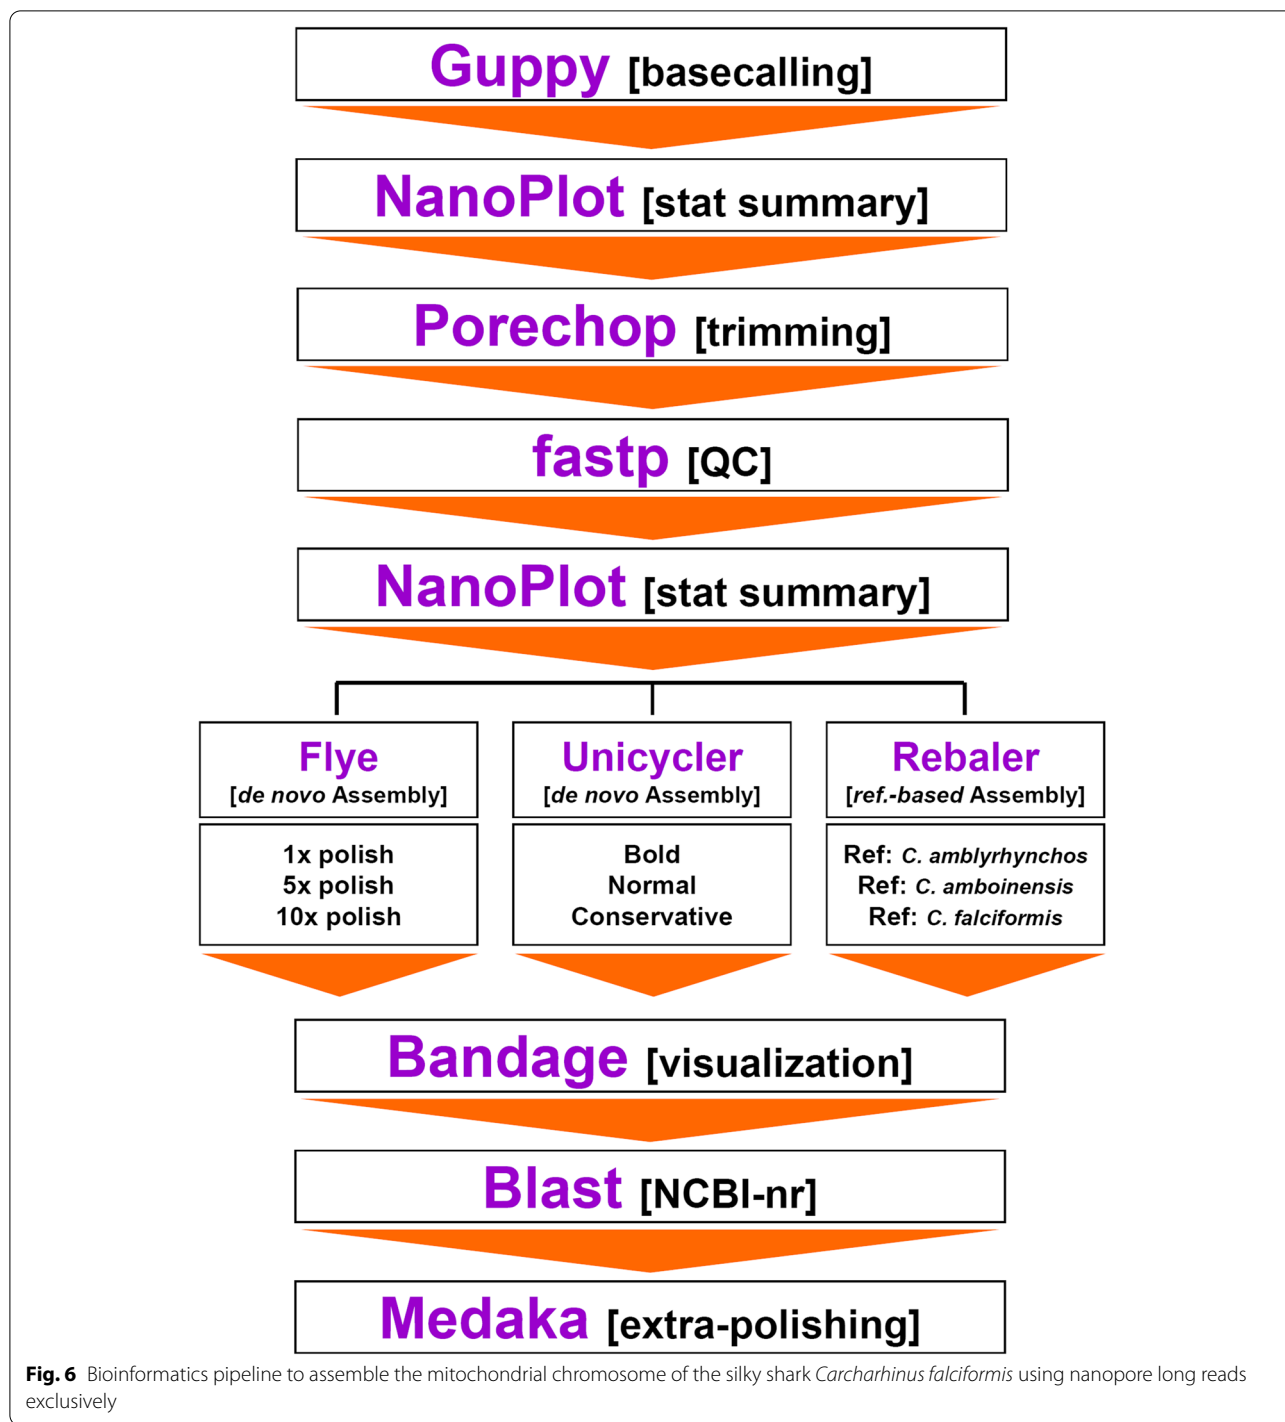 Guppy [basecalling]
NanoPlot [stat summary]
Porechop [trimming]
fastp [QC]
NanoPlot [stat summary]
Flye
[de novo Assembly]
1x polish
5x polish
10x polish
Unicycler
[de novo Assembly]
Bold
Normal
Conservative
Rebaler
[ref.-based Assembly]
Ref: C. amblyrhynchos
Ref: C. amboinensis
Ref: C. falciformis
Bandage [visualization]
Blast [NCBI-nr]
Medaka [extra-polishing]
Fig. 6 Bioinformatics pipeline to assemble the mitochondrial chromosome of the silky shark Carcharhinus falciformis using nanopore long reads
exclusively